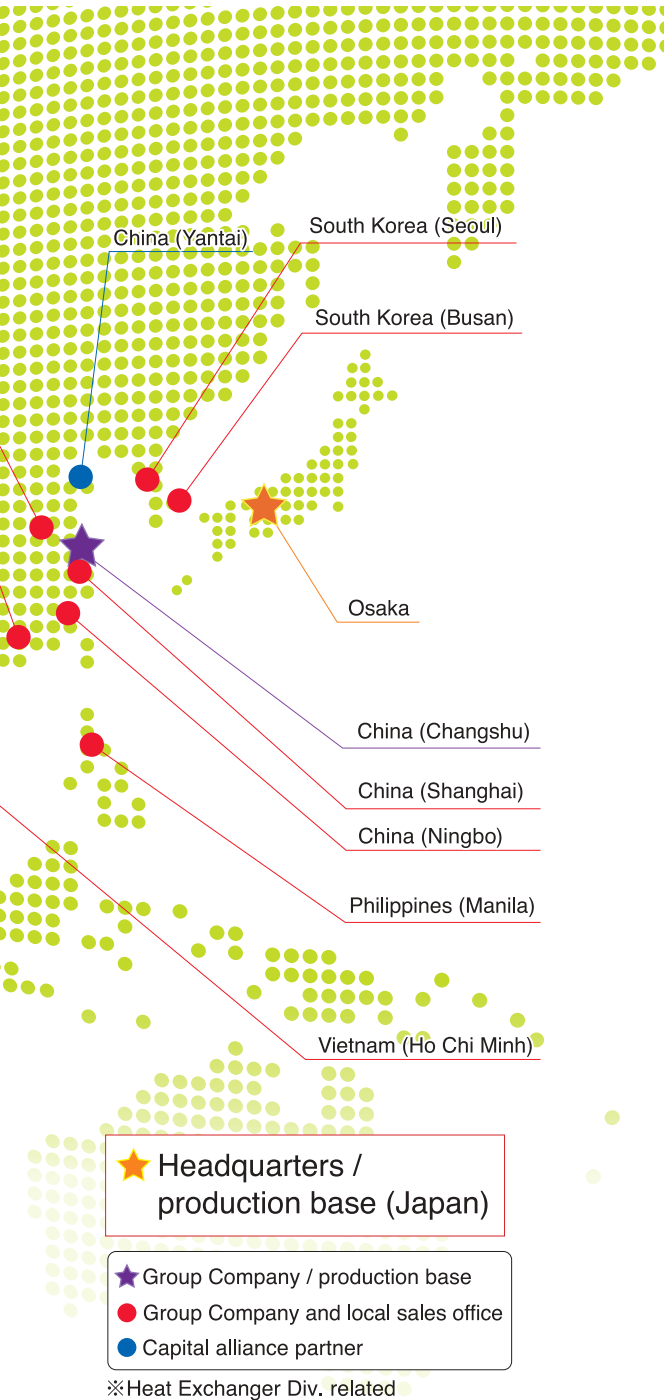 China (Yantai)
South Korea (Seoul)
South Korea (Busan)
Osaka
China (Changshu)
China (Shanghai)
China (Ningbo)
Philippines (Manila)
Vietnam (Ho Chi Minh)
Headquarters /
production base (Japan)
Group Company / production base
Group Company and local sales office
Capital alliance partner
※Heat Exchanger Div. related